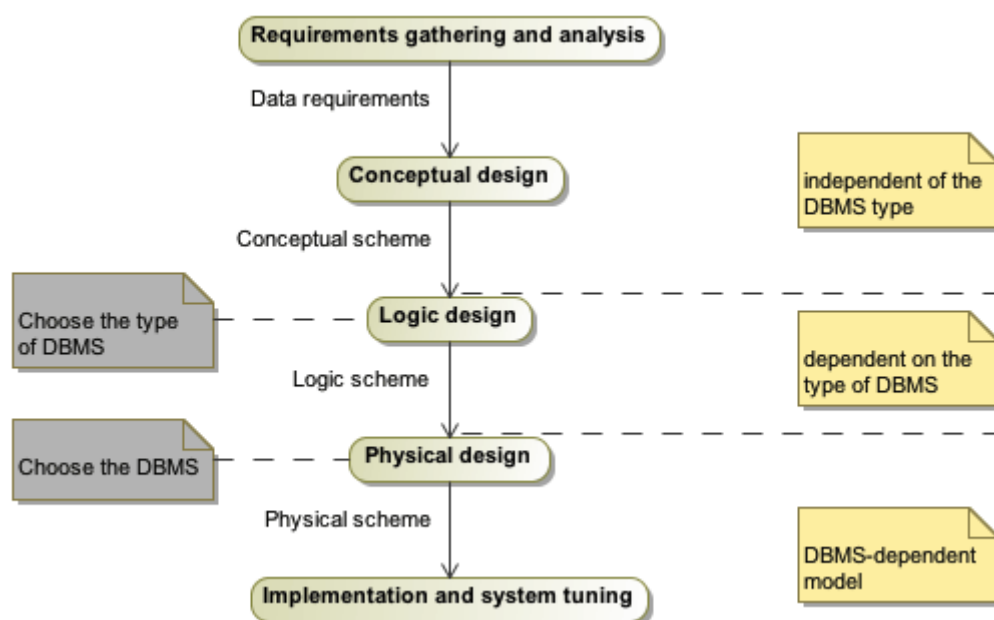 Requirements gathering and analysis
Data requirements
Conceptual design
independent of the
DBMS type
Conceptual scheme
Choose the type
of DBMS
Logic design
dependent on the
type of DBMS
Logic scheme
Choose the DBMS
Physical design
Physical scheme
DBMS-dependent
model
Implementation and system tuning